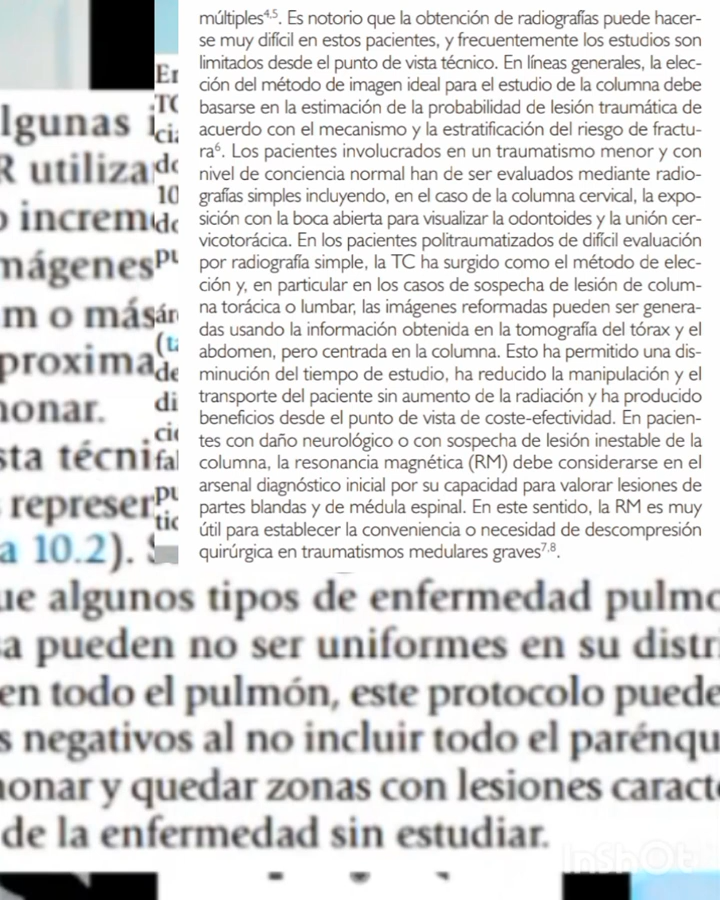 múltiples4,5. Es notorio que la obtención de radiografías puede hacer-
se muy difícil en estos pacientes, y frecuentemente los estudios son
limitados desde el punto de vista técnico. En líneas generales, la elec-
ción del método de imagen ideal para el estudio de la columna debe
basarse en la estimación de la probabilidad de lesión traumática de
acuerdo con el mecanismo y la estratificación del riesgo de fractu-
ra6. Los pacientes involucrados en un traumatismo menor y con
nivel de conciencia normal han de ser evaluados mediante radio-
grafías simples incluyendo, en el caso de la columna cervical, la expo-
sición con la boca abierta para visualizar la odontoides y la unión cer-
vicotorácica. En los pacientes politraumatizados de difícil evaluación
por radiografía simple, la TC ha surgido como el método de elec-
ción y, en particular en los casos de sospecha de lesión de colum-
na torácica o lumbar, las imágenes reformadas pueden ser genera-
das usando la información obtenida en la tomografía del tórax y el
abdomen, pero centrada en la columna. Esto ha permitido una dis-
minución del tiempo de estudio, ha reducido la manipulación y el
transporte del paciente sin aumento de la radiación y ha producido
beneficios desde el punto de vista de coste-efectividad. En pacien-
tes con daño neurológico o con sospecha de lesión inestable de la
columna, la resonancia magnética (RM) debe considerarse en el
arsenal diagnóstico inicial por su capacidad para valorar lesiones de
partes blandas y de médula espinal. En este sentido, la RM es muy
útil para establecer la conveniencia o necesidad de descompresión
quirúrgica en traumatismos medulares graves7,8.
lgunas
R utiliza
o increm
mágenes
m o más
proxima
nonar.
sta técni
represen
a 10.2).
ue algunos tipos de enfermedad pulmo
sa pueden no ser uniformes en su distri
en todo el pulmón, este protocolo puede
s negativos al no incluir todo el parénqu
nonar y quedar zonas con lesiones caracte
de la enfermedad sin estudiar.
InShOt